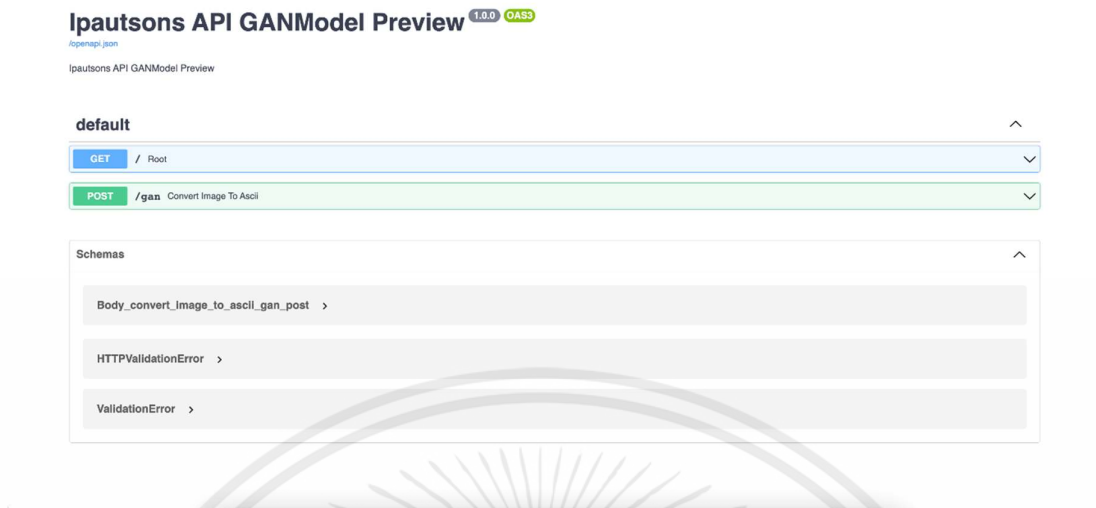 Ipautsons API GANModel Preview 1.0.0 OAS3
/openapi.json
Ipautsons API GANModel Preview
default
GET / Root
POST /gan Convert Image To Ascii
Schemas
Body_convert_image_to_ascii_gan_post >
HTTPValidationError >
ValidationError >